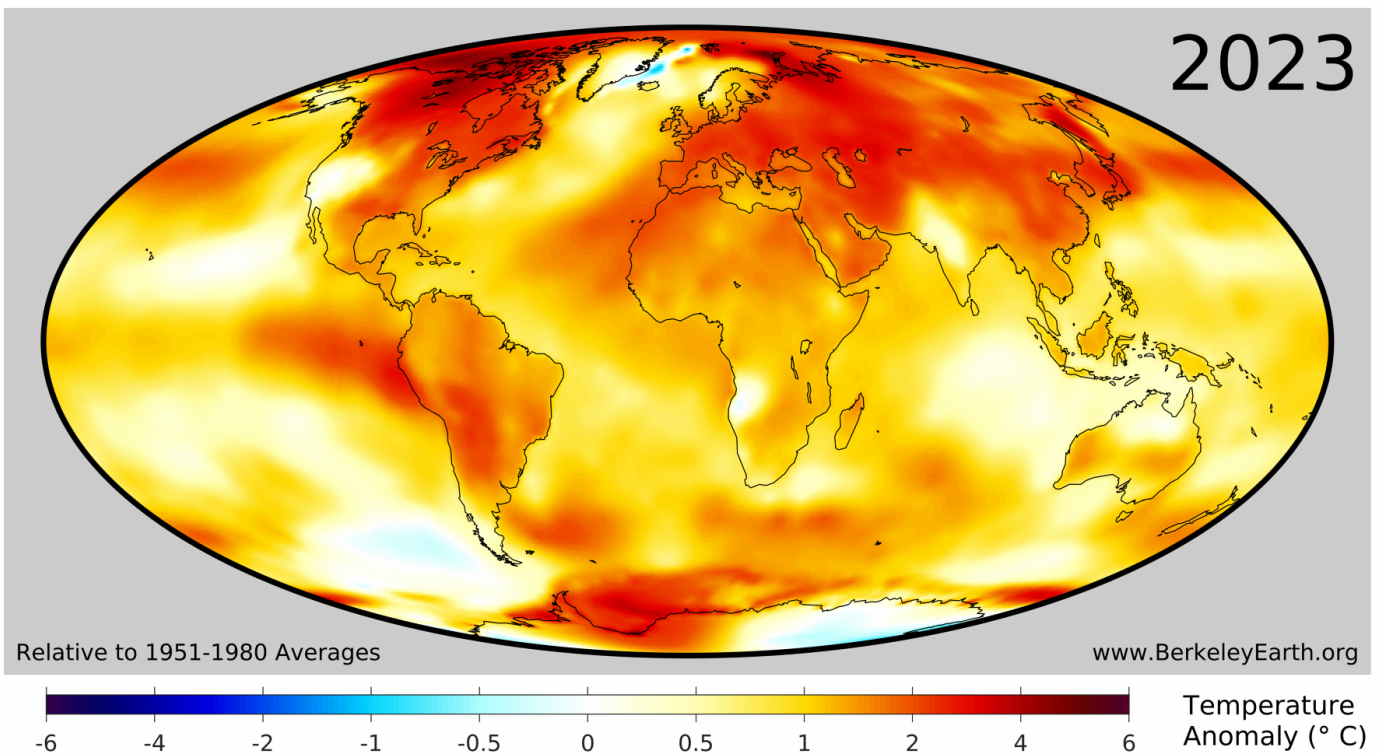 2023
Relative to 1951-1980 Averages
www.BerkeleyEarth.org
-6 -4 -2 -1 -0.5 0 0.5 1 2 4 6
Temperature
Anomaly (° C)